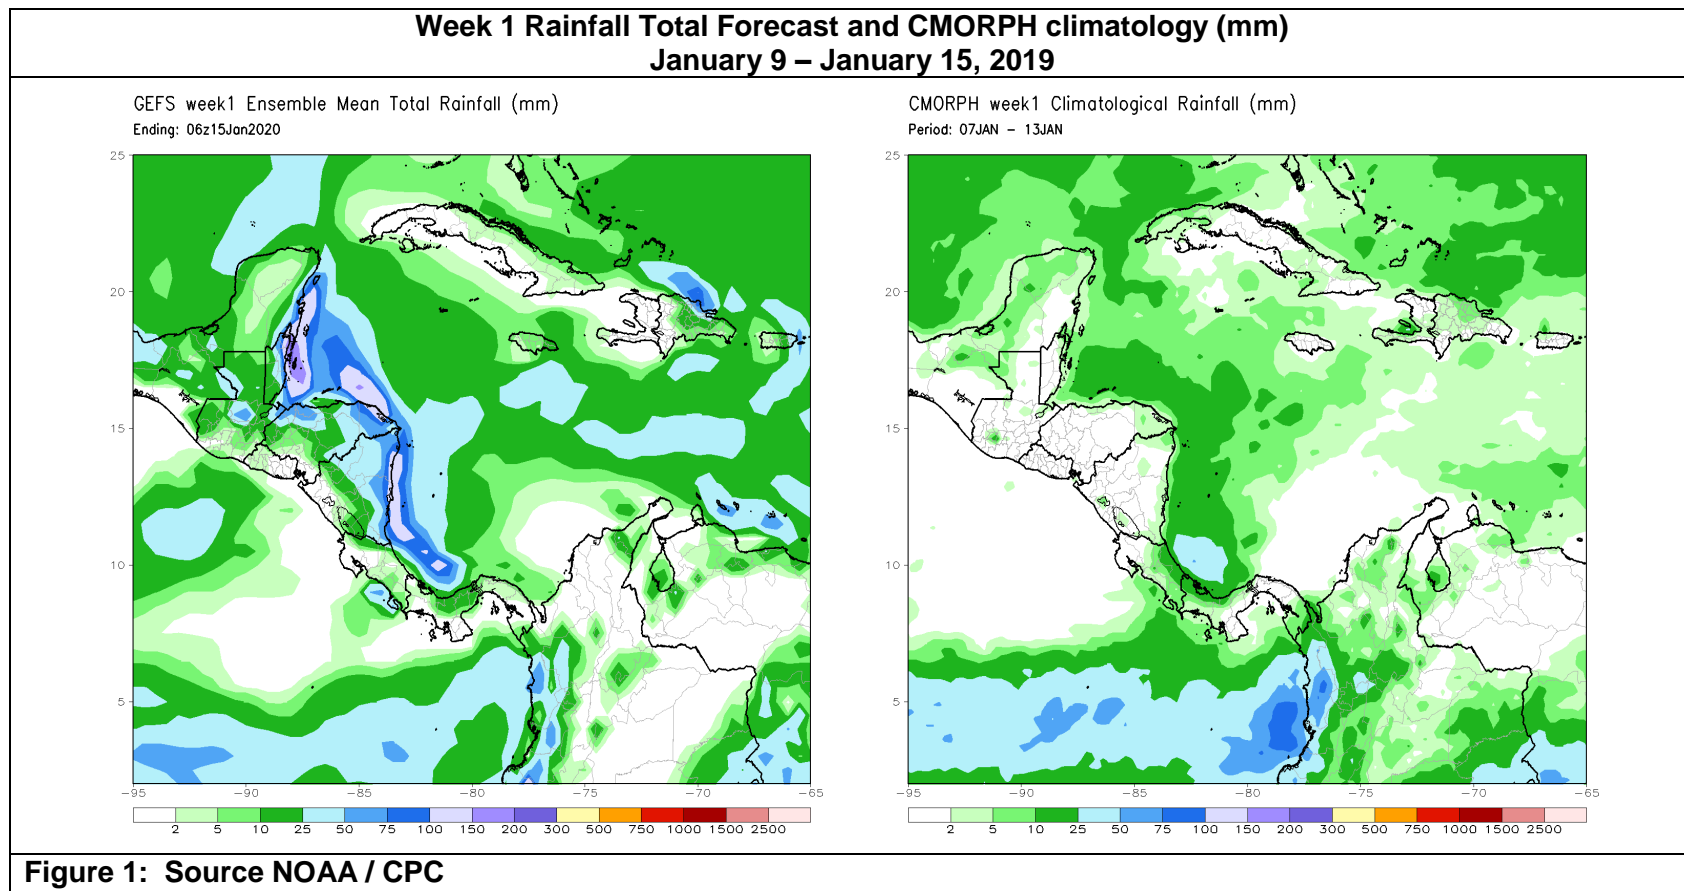 Week 1 Rainfall Total Forecast and CMORPH climatology (mm)
January 9 – January 15, 2019
GEFS week1 Ensemble Mean Total Rainfall (mm)
Ending: 06z15Jan2020
25
20
15
10
5
-95 -90 -85 -80 -75 -70 -65
2 5 10 25 50 75 100 150 200 300 500 750 1000 1500 2500
CMORPH week1 Climatological Rainfall (mm)
Period: 07JAN – 13JAN
25
20
15
10
5
-95 -90 -85 -80 -75 -70 -65
2 5 10 25 50 75 100 150 200 300 500 750 1000 1500 2500
Figure 1: Source NOAA / CPC